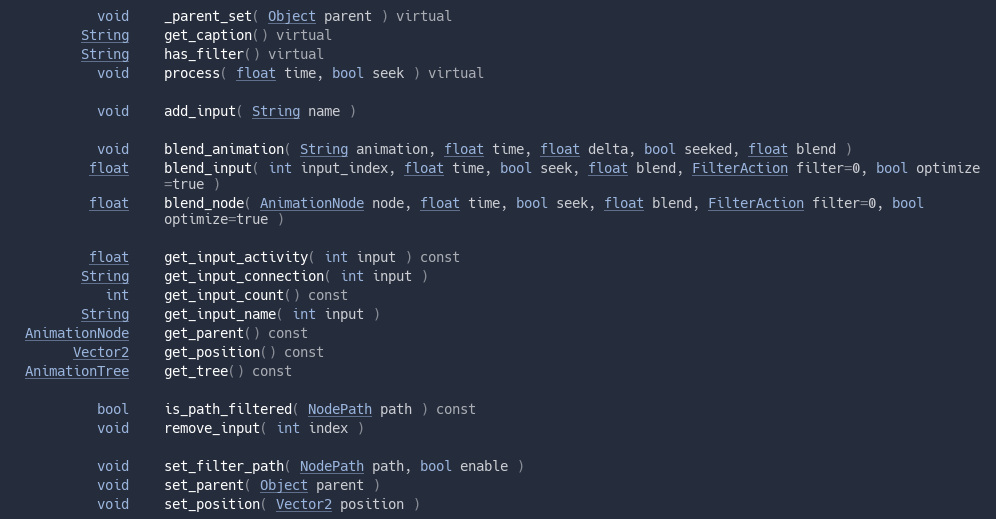 void _parent_set( Object parent ) virtual
String get_caption() virtual
String has_filter() virtual
void process( float time, bool seek ) virtual
void add_input( String name )
void blend_animation( String animation, float time, float delta, bool seeked, float blend )
float blend_input( int input_index, float time, bool seek, float blend, FilterAction filter=0, bool optimize
=true )
float blend_node( AnimationNode node, float time, bool seek, float blend, FilterAction filter=0, bool
optimize=true )
float get_input_activity( int input ) const
String get_input_connection( int input )
int get_input_count() const
String get_input_name( int input )
AnimationNode get_parent() const
Vector2 get_position() const
AnimationTree get_tree() const
bool is_path_filtered( NodePath path ) const
void remove_input( int index )
void set_filter_path( NodePath path, bool enable )
void set_parent( Object parent )
void set_position( Vector2 position )